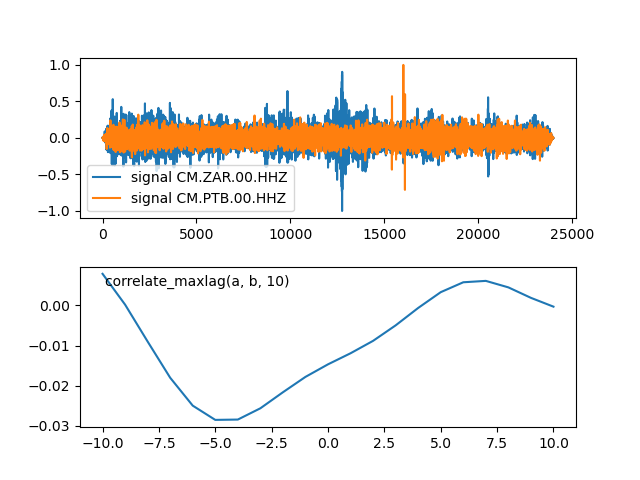 1.0
0.5
0.0
−0.5
−1.0
signal CM.ZAR.00.HHZ
signal CM.PTB.00.HHZ
0 5000 10000 15000 20000 25000
correlate_maxlag(a, b, 10)
0.00
−0.01
−0.02
−0.03
−10.0 −7.5 −5.0 −2.5 0.0 2.5 5.0 7.5 10.0